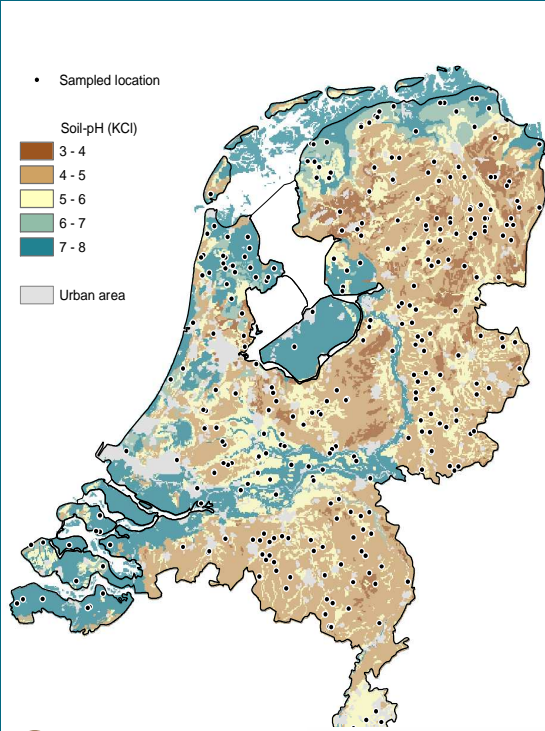 Sampled location
Soil-pH (KCl)
3 - 4
4 - 5
5 - 6
6 - 7
7 - 8
Urban area